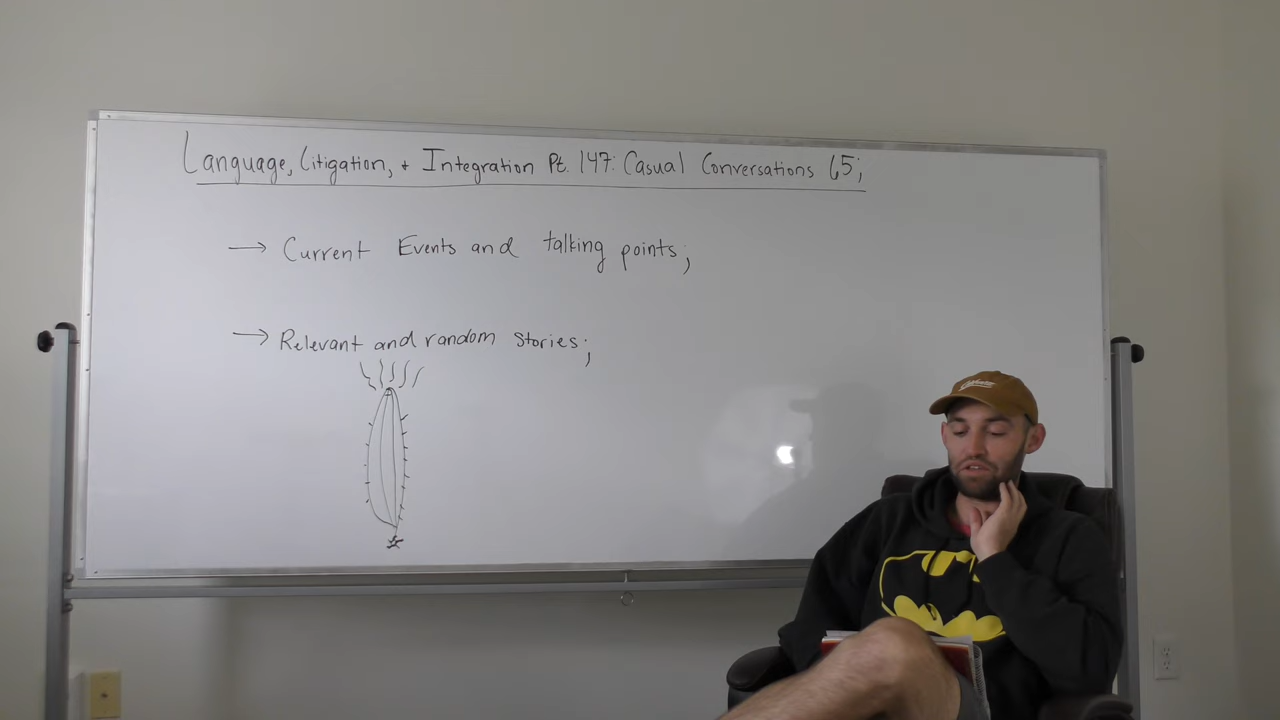 Language, Litigation, + Integration Pt. 147: Casual Conversations 65;
→ Current Events and talking points;
→ Relevant and random stories;